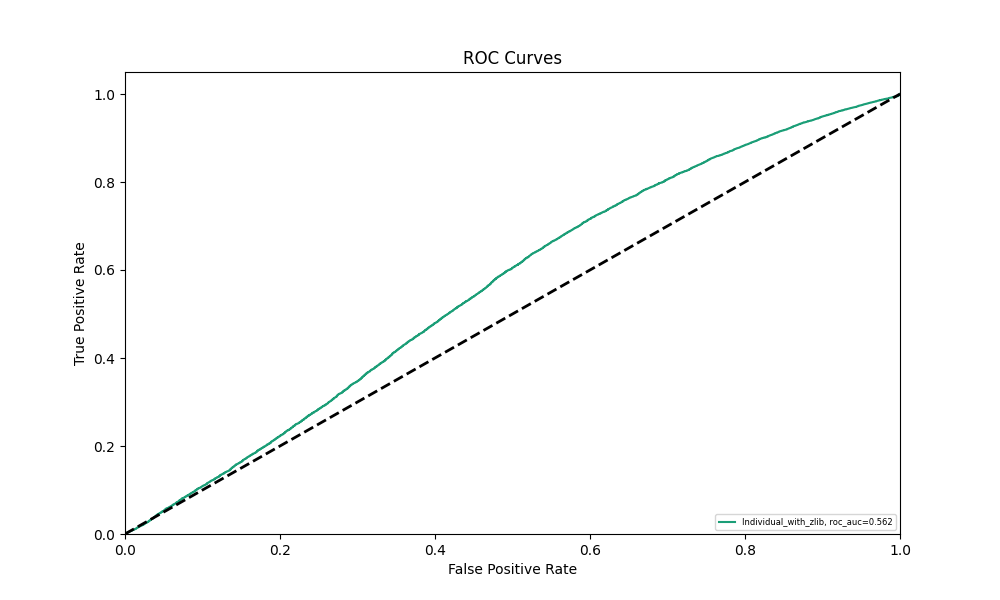 ROC Curves
True Positive Rate
1.0
0.8
0.6
0.4
0.2
0.0
0.0 0.2 0.4 0.6 0.8 1.0
False Positive Rate
Individual_with_zlib, roc_auc=0.562